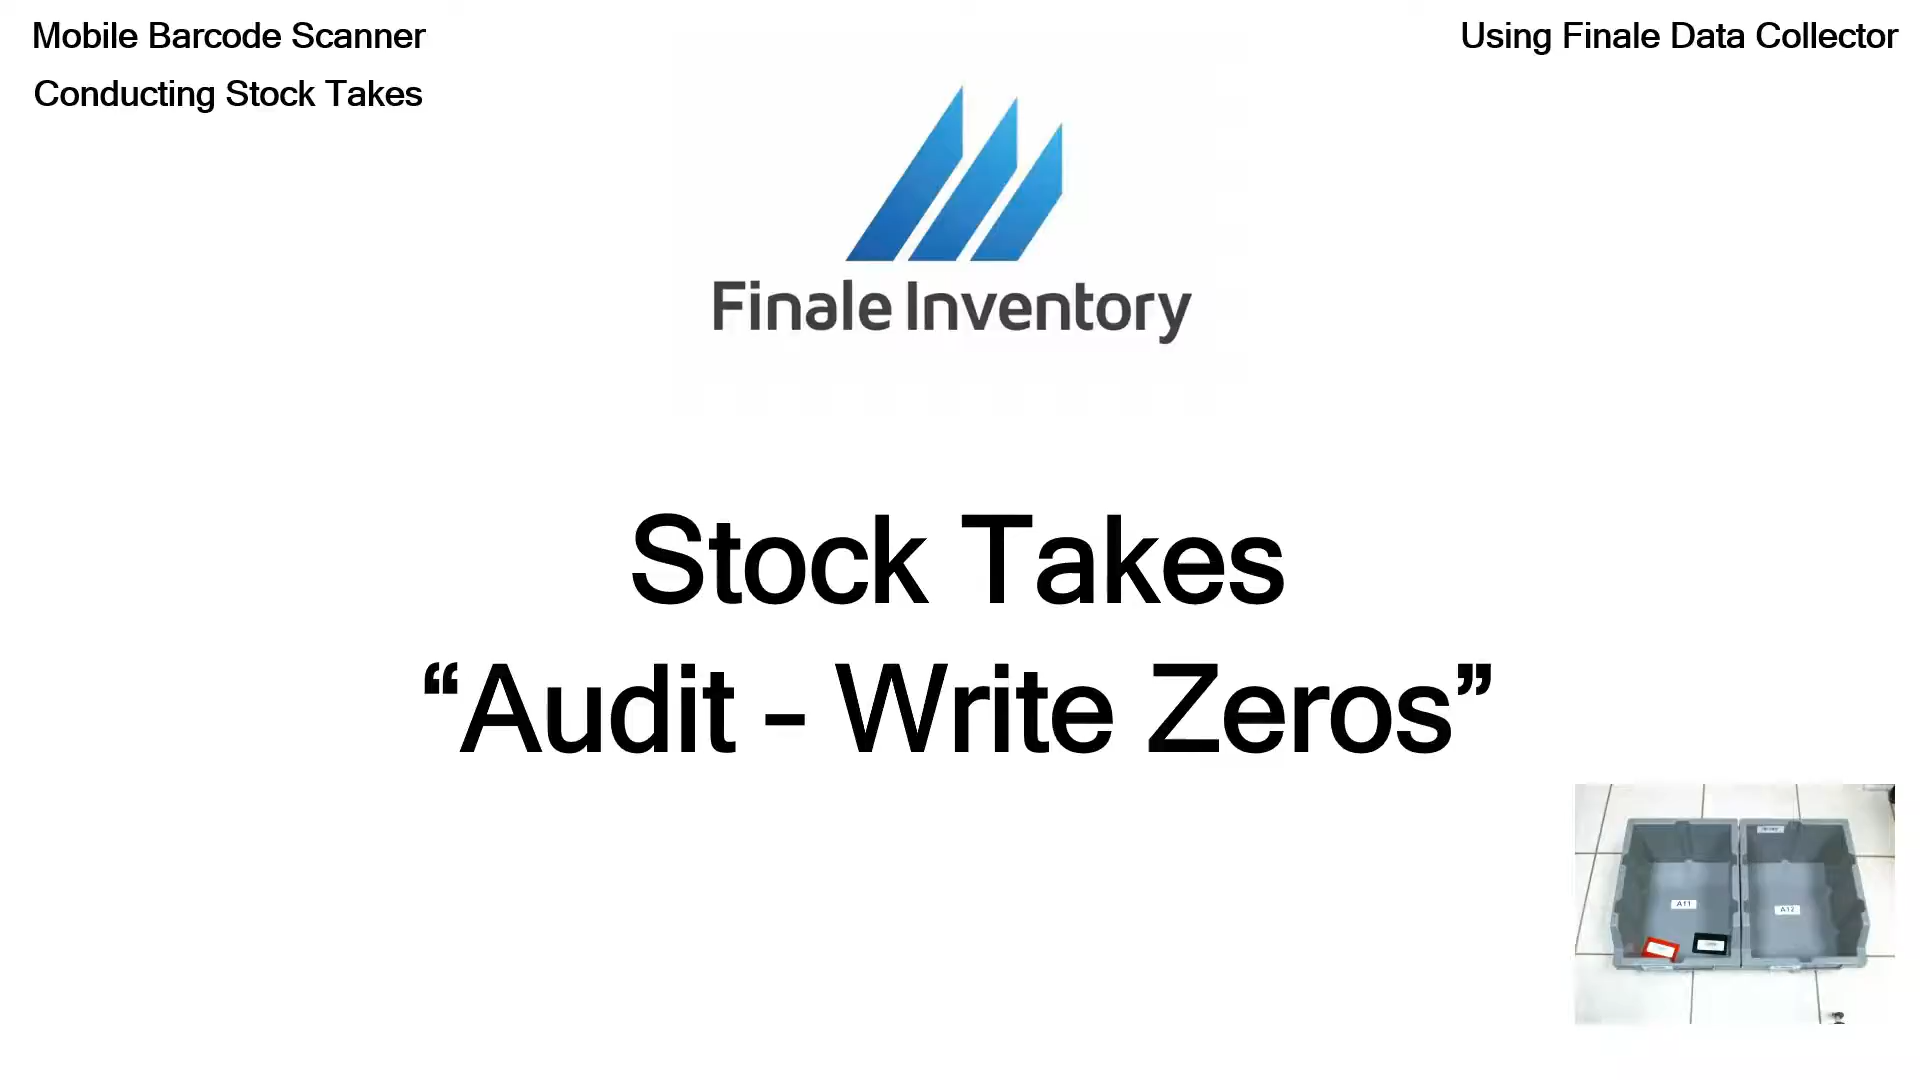 Mobile Barcode Scanner
Using Finale Data Collector
Conducting Stock Takes
Finale Inventory
Stock Takes
“Audit - Write Zeros”
A11
A12